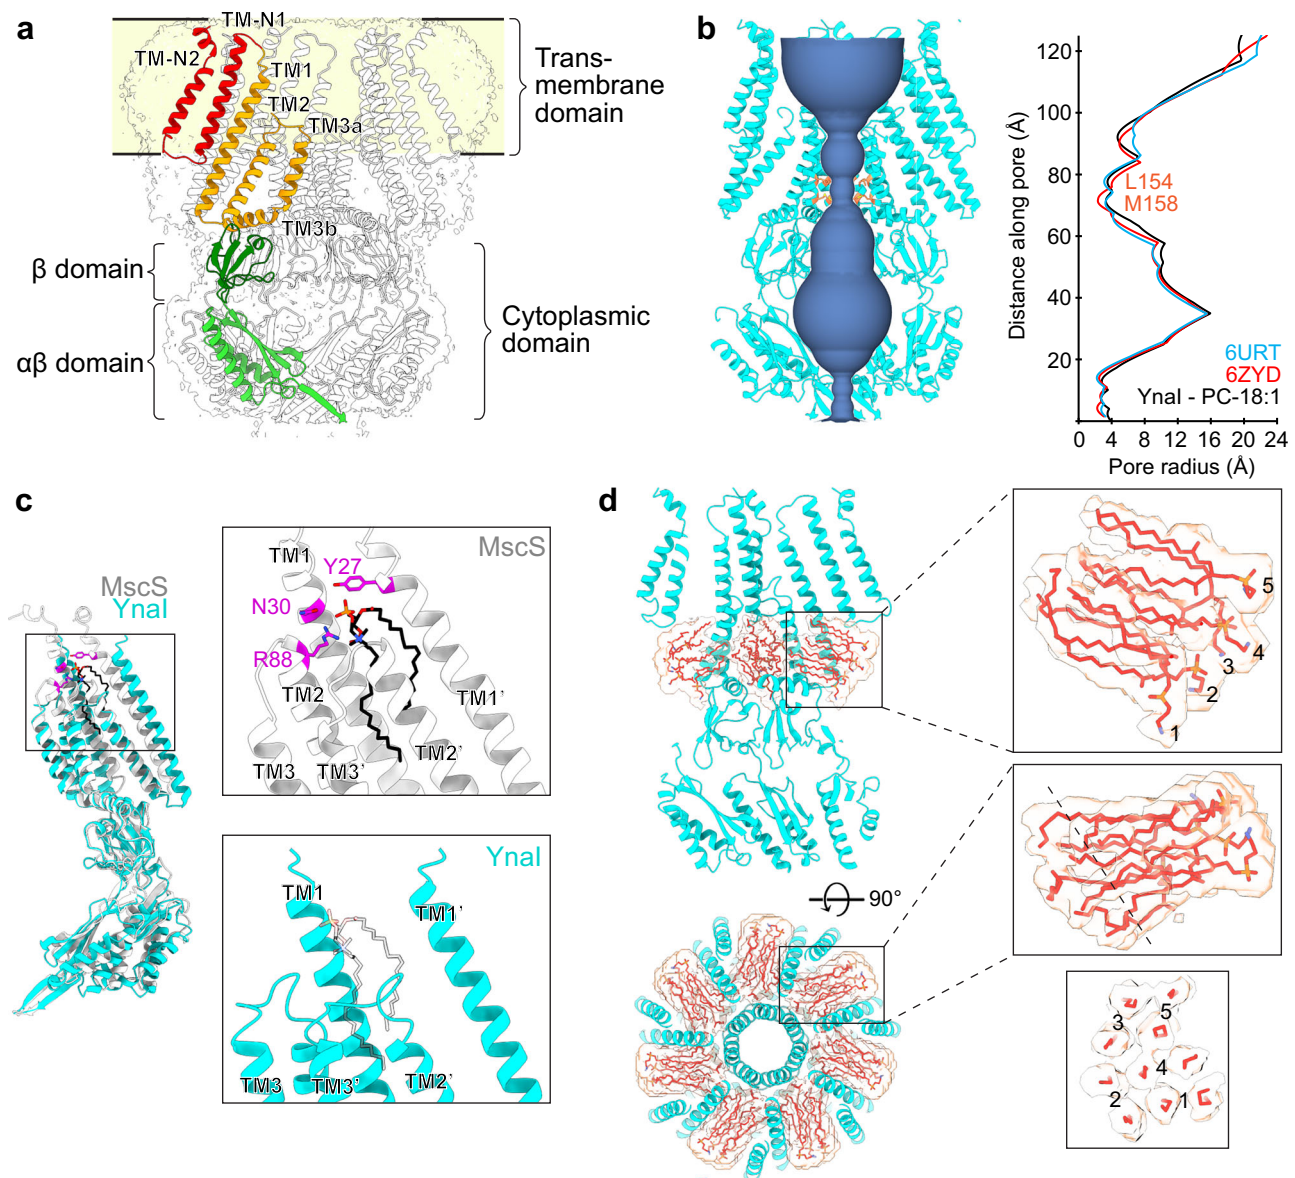 a
TM-N1
TM-N2
TM1
TM2
TM3a
TM3b
Trans-
membrane
domain
β domain
αβ domain
Cytoplasmic
domain
b
L154
M158
6URT
6ZYD
YnaI - PC-18:1
Distance along pore (Å)
120
100
80
60
40
20
0 4 8 12 16 20 24
Pore radius (Å)
c
MscS
YnaI
MscS
TM1
Y27
N30
R88
TM2
TM1’
TM3
TM3’
TM2’
YnaI
TM1
TM1’
TM3
TM3’
TM2’
d
90°
5
4
3
2
1
3
5
4
2
1